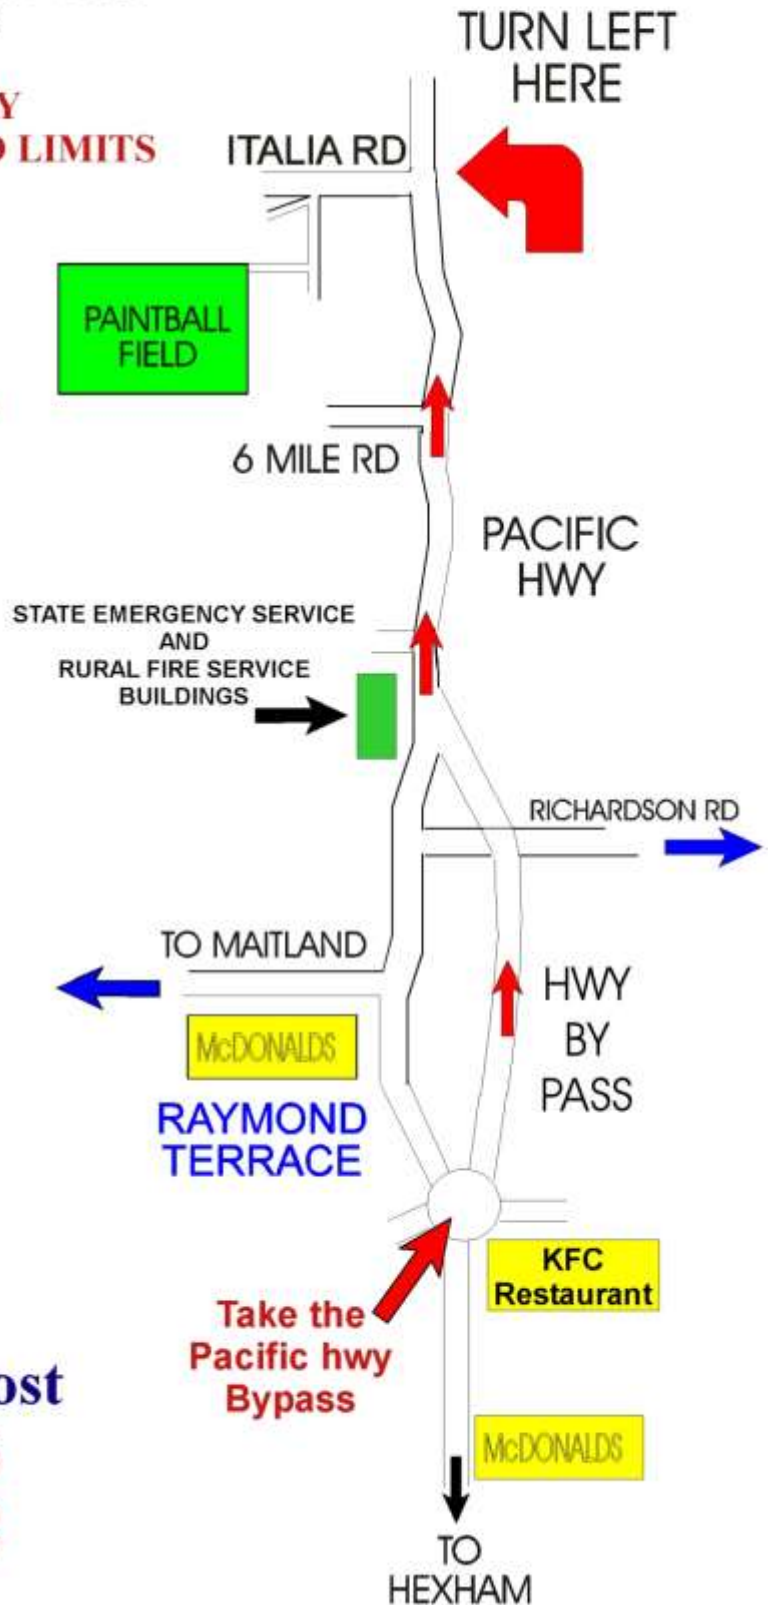 TURN LEFT
HERE
Y
LIMITS
ITALIA RD
PAINTBALL
FIELD
6 MILE RD
PACIFIC
HWY
STATE EMERGENCY SERVICE
AND
RURAL FIRE SERVICE
BUILDINGS
RICHARDSON RD
TO MAITLAND
McDONALDS
RAYMOND
TERRACE
HWY
BY
PASS
KFC
Restaurant
Take the
Pacific hwy
Bypass
ost
McDONALDS
TO
HEXHAM